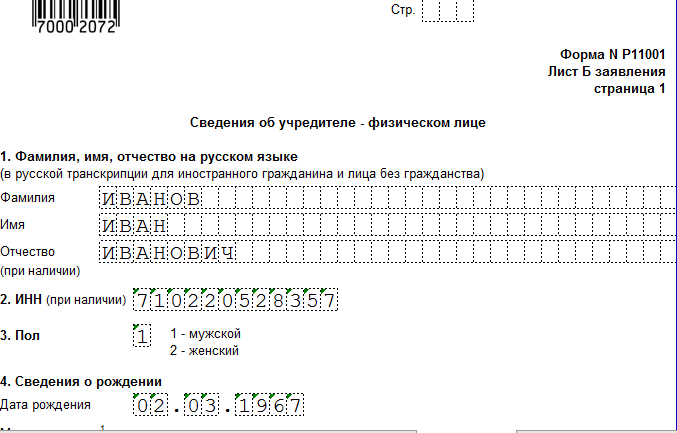 7000 2072
Стр.
Форма N Р11001
Лист Б заявления
страница 1
Сведения об учредителе - физическом лице
1. Фамилия, имя, отчество на русском языке
(в русской транскрипции для иностранного гражданина и лица без гражданства)
Фамилия ИВАНОВ
Имя ИВАН
Отчество ИВАНОВИЧ
(при наличии)
2. ИНН (при наличии) 710220528357
3. Пол 1 1 - мужской
2 - женский
4. Сведения о рождении
Дата рождения 02.03.1967